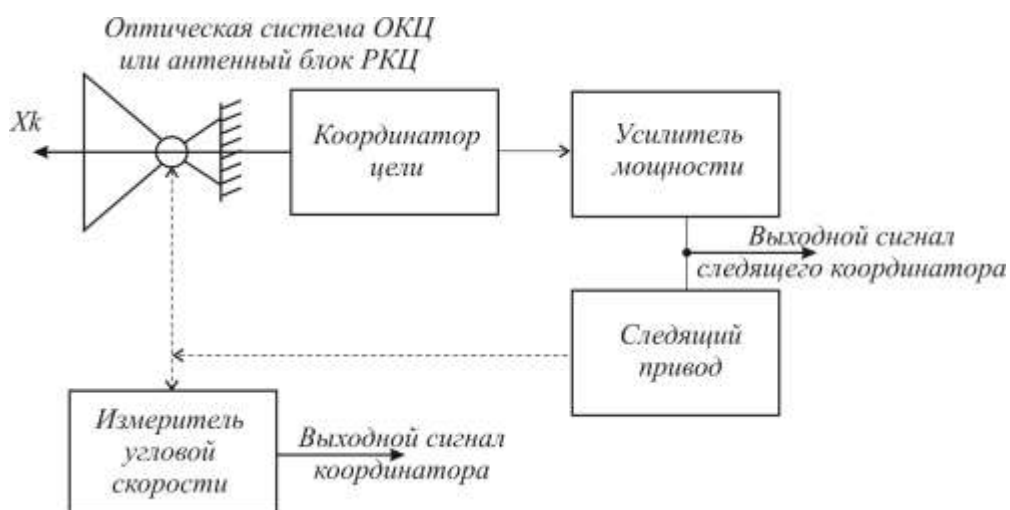 Оптическая система ОКЦ
или антенный блок РКЦ
Xk
Координатор
цели
Усилитель
мощности
Выходной сигнал
следящего координатора
Следящий
привод
Измеритель
угловой
скорости
Выходной сигнал
координатора